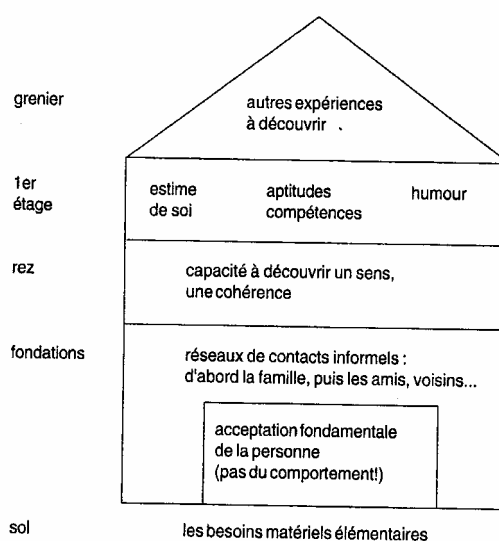 grenier
autres expériences
à découvrir
1er
étage
estime
de soi
aptitudes
compétences
humour
rez
capacité à découvrir un sens,
une cohérence
fondations
réseaux de contacts informels :
d'abord la famille, puis les amis, voisins...
acceptation fondamentale
de la personne
(pas du comportement!)
sol
les besoins matériels élémentaires